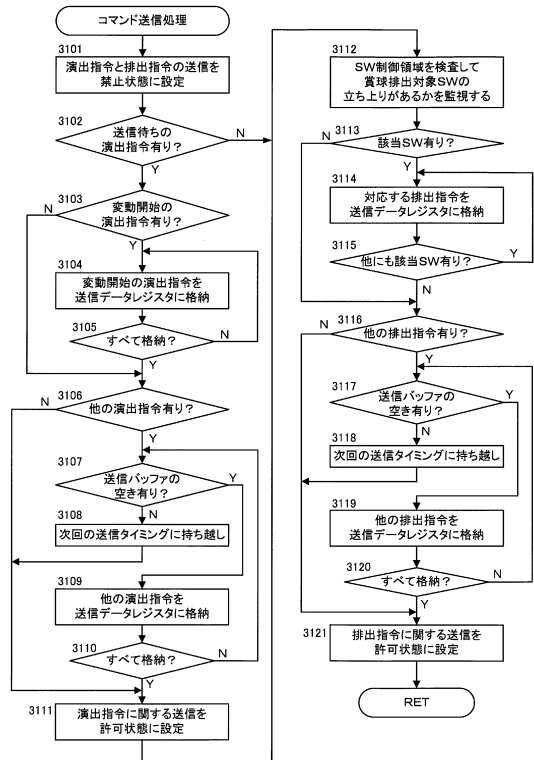 コマンド送信処理
3101
演出指令と排出指令の送信を
禁止状態に設定
3102
送信待ちの
演出指令有り？
N
Y
3103
変動開始の
演出指令有り？
N
Y
3104
変動開始の演出指令を
送信データレジスタに格納
3105
すべて格納？
N
Y
3106
他の演出指令有り？
N
Y
3107
送信バッファの
空き有り？
Y
N
3108
次回の送信タイミングに持ち越し
3109
他の演出指令を
送信データレジスタに格納
3110
すべて格納？
N
Y
3111
演出指令に関する送信を
許可状態に設定
3112
SW制御領域を検査して
賞球排出対象SWの
立ち上りがあるかを監視する
3113
該当SW有り？
N
Y
3114
対応する排出指令を
送信データレジスタに格納
3115
他にも該当SW有り？
Y
N
3116
他の排出指令有り？
N
Y
3117
送信バッファの
空き有り？
Y
N
3118
次回の送信タイミングに持ち越し
3119
他の排出指令を
送信データレジスタに格納
3120
すべて格納？
N
Y
3121
排出指令に関する送信を
許可状態に設定
RET